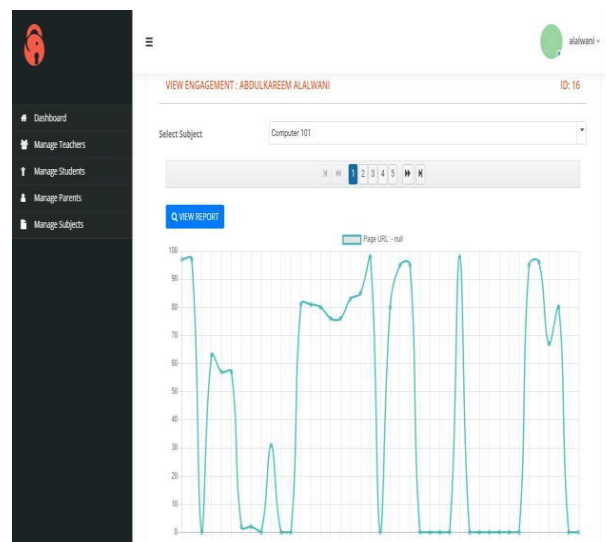 alalwani
VIEW ENGAGEMENT : ABDULKAREEM ALALWANI
ID: 16
Dashboard
Manage Teachers
Manage Students
Manage Parents
Manage Subjects
Select Subject
Computer 101
1 2 3 4 5
VIEW REPORT
Page URL :- null
100
90
80
70
60
50
40
30
20
10
0